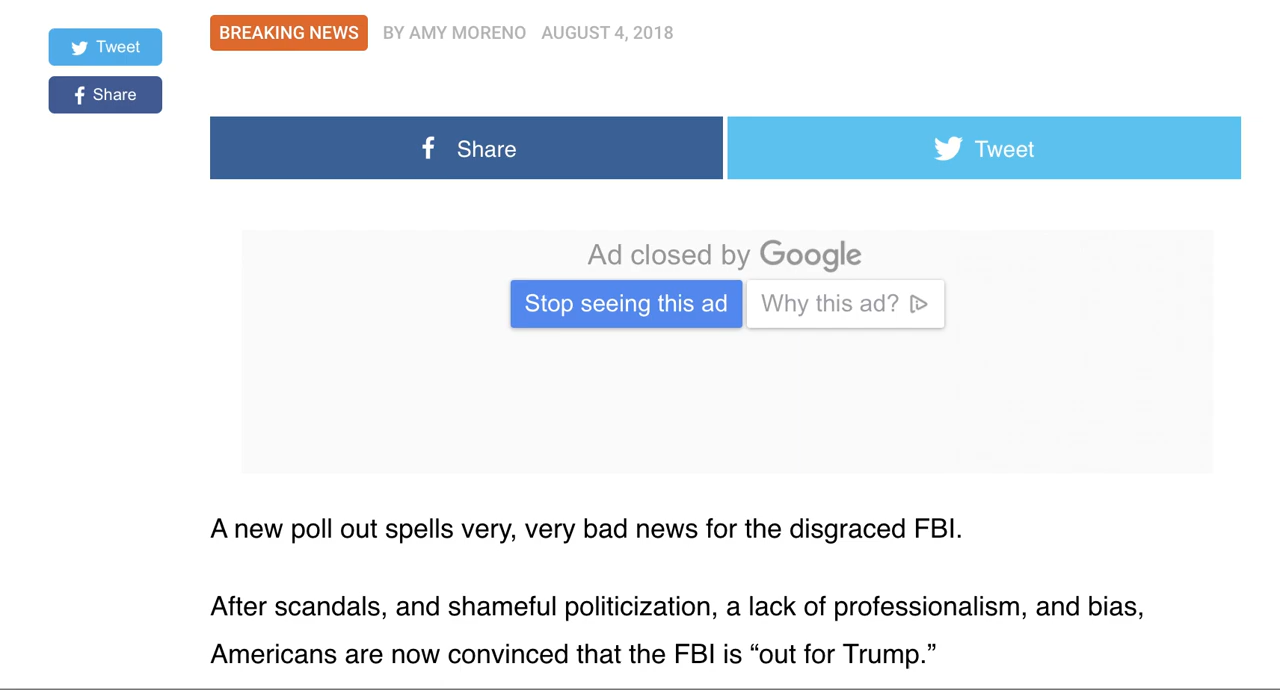 BREAKING NEWS BY AMY MORENO AUGUST 4, 2018
Tweet
Share
Share Tweet
Ad closed by Google
Stop seeing this ad Why this ad?
A new poll out spells very, very bad news for the disgraced FBI.
After scandals, and shameful politicization, a lack of professionalism, and bias,
Americans are now convinced that the FBI is “out for Trump.”